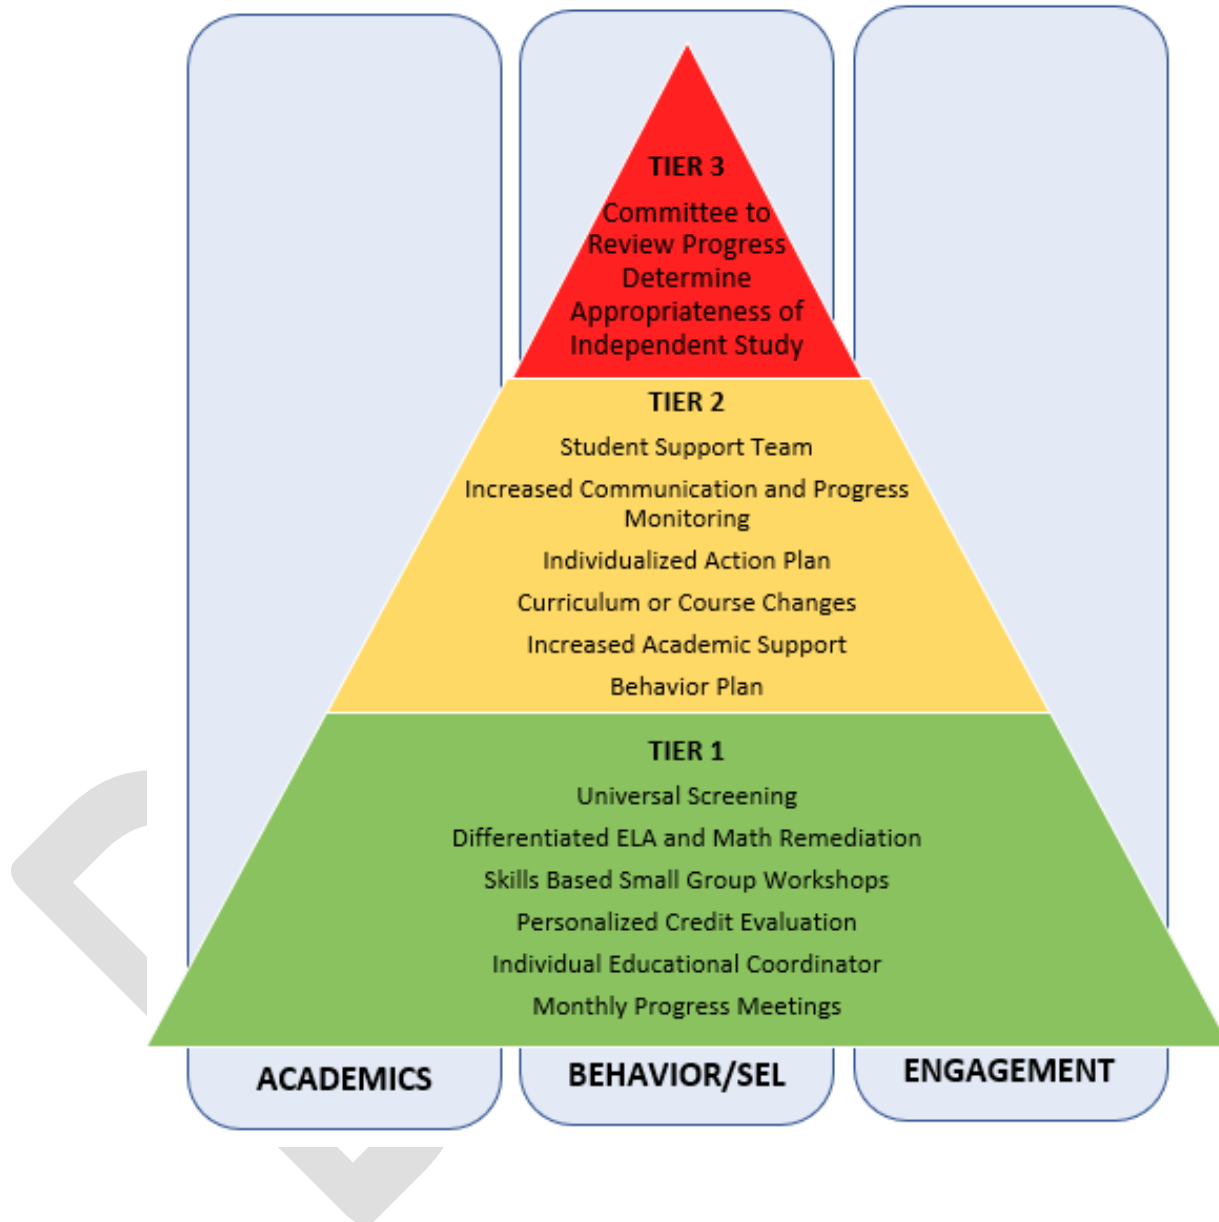 TIER 3
Committee to
Review Progress
Determine
Appropriateness of
Independent Study
TIER 2
Student Support Team
Increased Communication and Progress
Monitoring
Individualized Action Plan
Curriculum or Course Changes
Increased Academic Support
Behavior Plan
TIER 1
Universal Screening
Differentiated ELA and Math Remediation
Skills Based Small Group Workshops
Personalized Credit Evaluation
Individual Educational Coordinator
Monthly Progress Meetings
ACADEMICS
BEHAVIOR/SEL
ENGAGEMENT